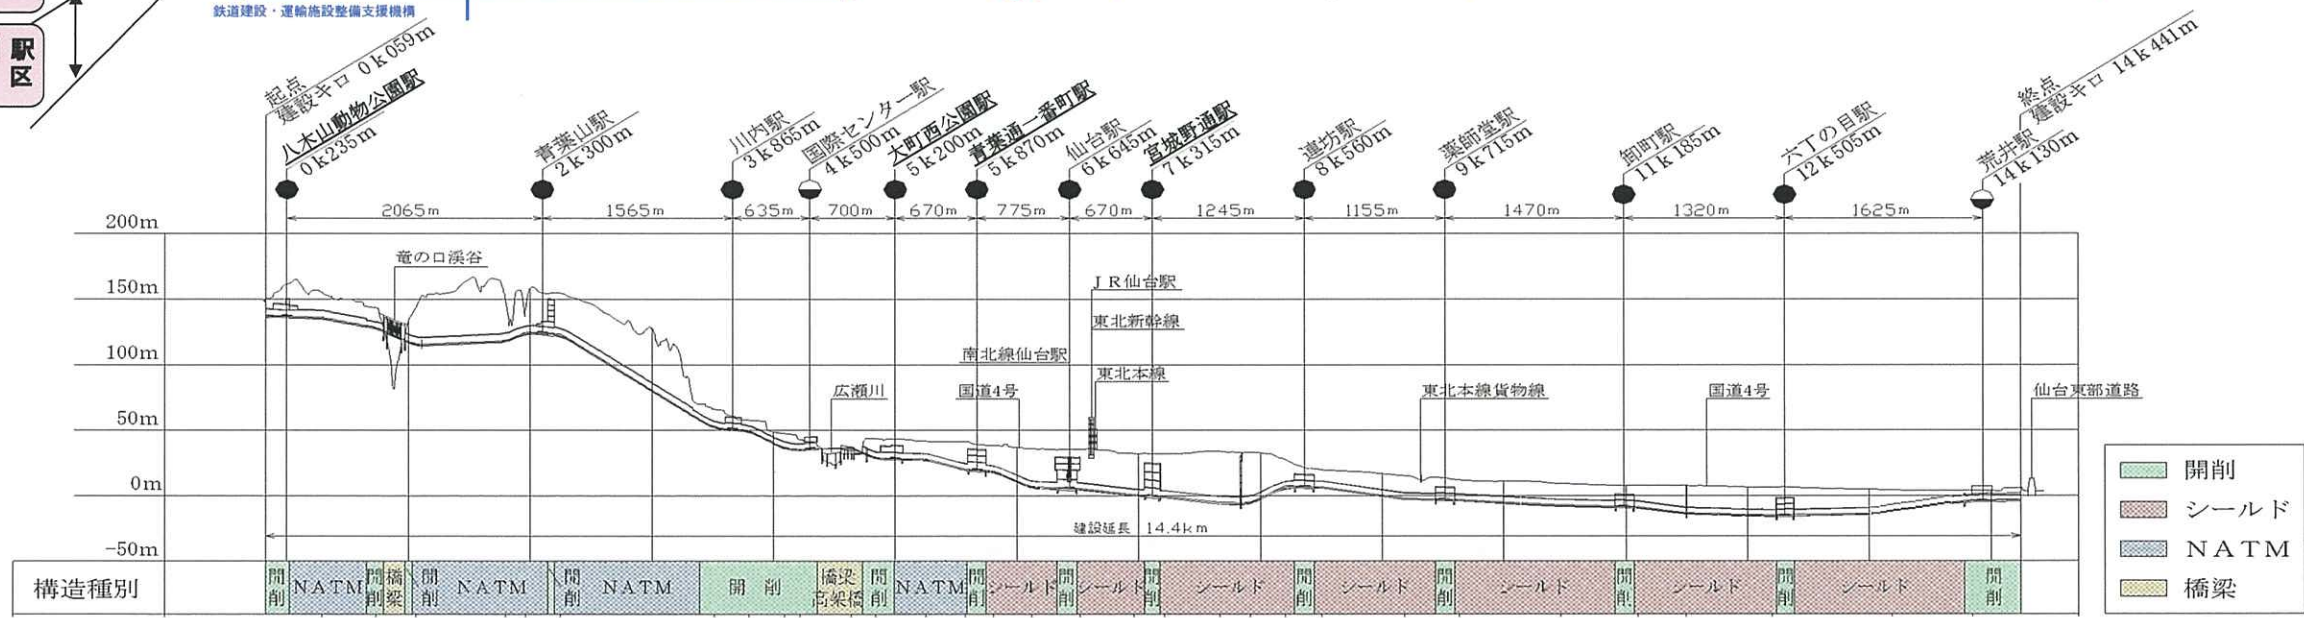 駅区
鉄道建設・運輸施設整備支援機構
起点
建設キロ 0k059m
八木山動物公園駅
0k235m
青葉山駅
2k300m
川内駅
3k865m
国際センター駅
4k500m
大町西公園駅
5k200m
青葉通一番町駅
5k870m
仙台駅
6k645m
宮城野通駅
7k315m
連坊駅
8k560m
薬師堂駅
9k715m
卸町駅
11k185m
六丁の目駅
12k505m
荒井駅
14k130m
終点
建設キロ 14k441m
2065m
1565m
635m
700m
670m
775m
670m
1245m
1155m
1470m
1320m
1625m
200m
150m
100m
50m
0m
-50m
竜の口渓谷
広瀬川
国道4号
南北線仙台駅
JR仙台駅
東北新幹線
東北本線
東北本線貨物線
国道4号
仙台東部道路
建設延長 14.4km
構造種別
開削
NATM
開削
橋梁
開削
NATM
開削
NATM
開削
橋梁
高架橋
開削
NATM
開削
シールド
開削
シールド
開削
シールド
開削
シールド
開削
シールド
開削
シールド
開削
シールド
開削
開削
シールド
NATM
橋梁